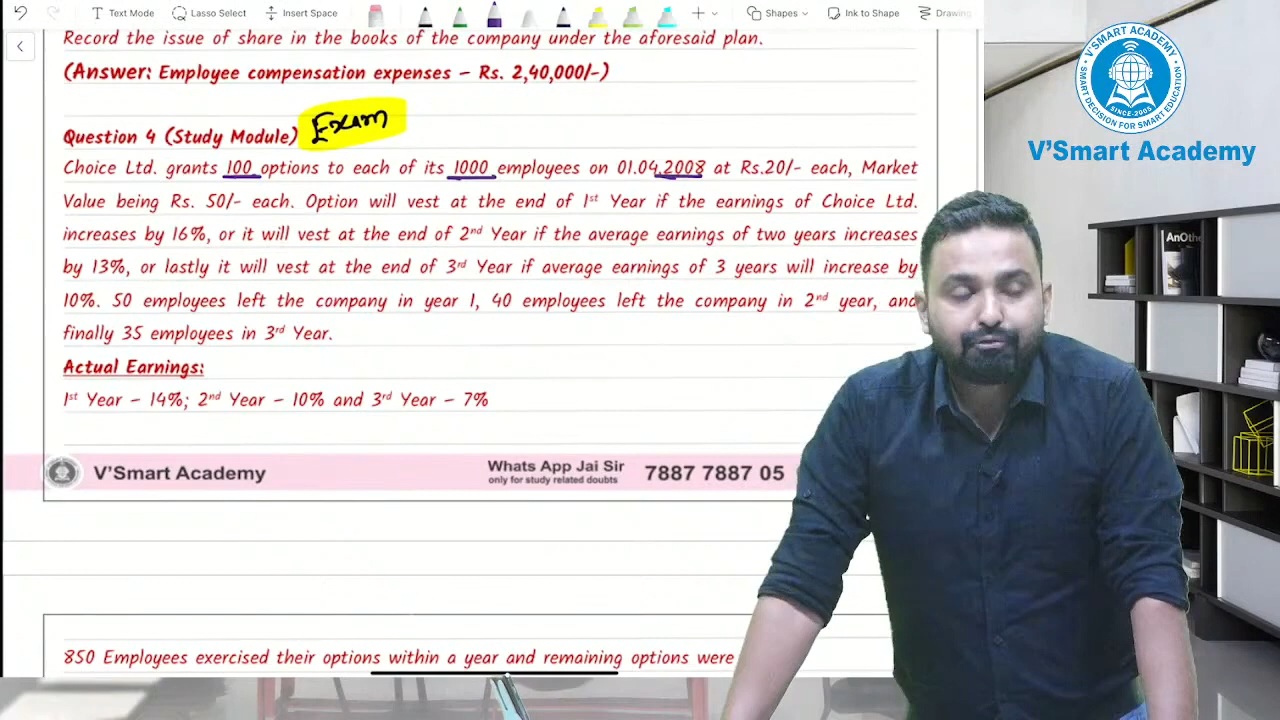 Text Mode Lasso Select Insert Space Shapes Ink to Shape Drawing
Record the issue of share in the books of the company under the aforesaid plan.
(Answer: Employee compensation expenses – Rs. 2,40,000/-)
Question 4 (Study Module) Exam
Choice Ltd. grants 100 options to each of its 1000 employees on 01.04.2008 at Rs.20/- each, Market
Value being Rs. 50/- each. Option will vest at the end of 1st Year if the earnings of Choice Ltd.
increases by 16%, or it will vest at the end of 2nd Year if the average earnings of two years increases
by 13%, or lastly it will vest at the end of 3rd Year if average earnings of 3 years will increase by
10%. 50 employees left the company in year 1, 40 employees left the company in 2nd year, and
finally 35 employees in 3rd Year.
Actual Earnings:
1st Year – 14%; 2nd Year – 10% and 3rd Year – 7%
V'Smart Academy
Whats App Jai Sir
only for study related doubts
7887 7887 05
850 Employees exercised their options within a year and remaining options were
V'SMART ACADEMY
SINCE-2005
SMART DECISION FOR SMART EDUCATION
V'Smart Academy
AnOthe